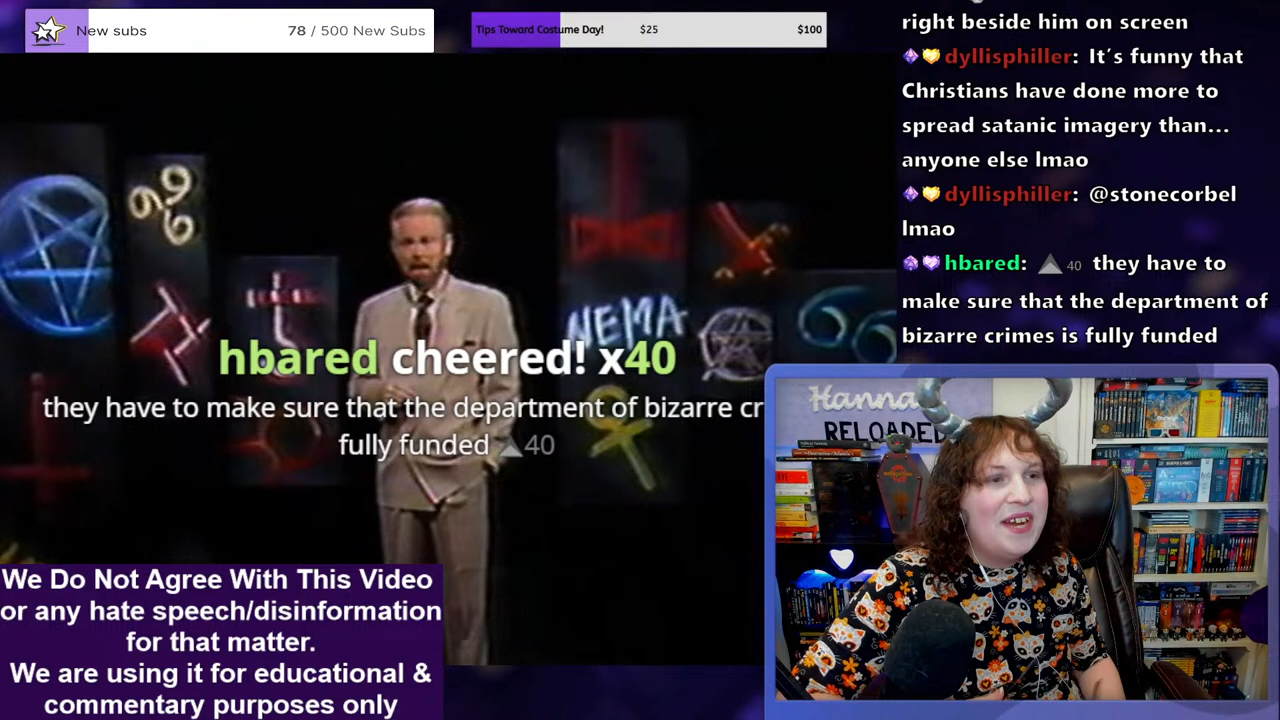 New subs
78 / 500 New Subs
Tips Toward Costume Day!
$25
$100
right beside him on screen
dyllisphiller: It's funny that
Christians have done more to
spread satanic imagery than...
anyone else lmao
dyllisphiller: @stonecorbel
lmao
hbared: 40 they have to
make sure that the department of
bizarre crimes is fully funded
NEMA
hbared cheered! x40
they have to make sure that the department of bizarre cr
fully funded 40
Hanna
RELOADED
We Do Not Agree With This Video
or any hate speech/disinformation
for that matter.
We are using it for educational &
commentary purposes only